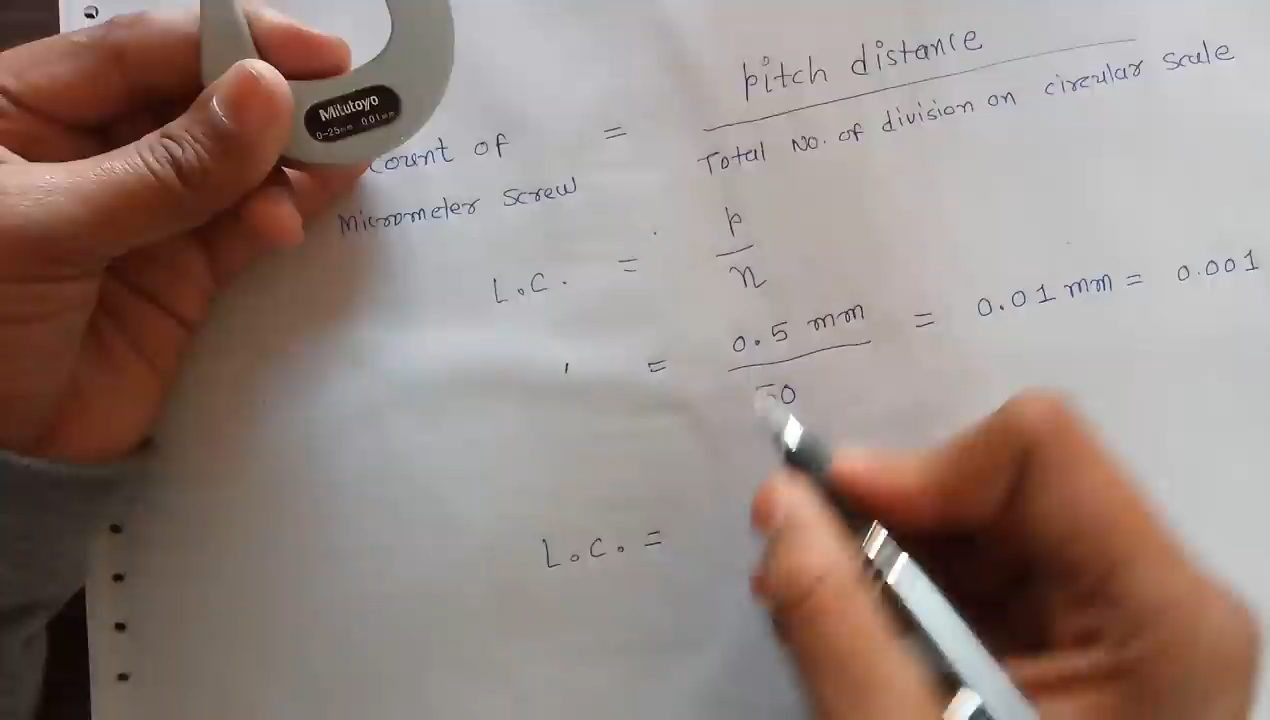 Mitutoyo
0-25mm 0.01mm
pitch distance
count of =
Total No. of division on circular scale
Micrometer Screw
L.C. = p
n
= 0.5 mm = 0.01 mm = 0.001
50
L.C. =